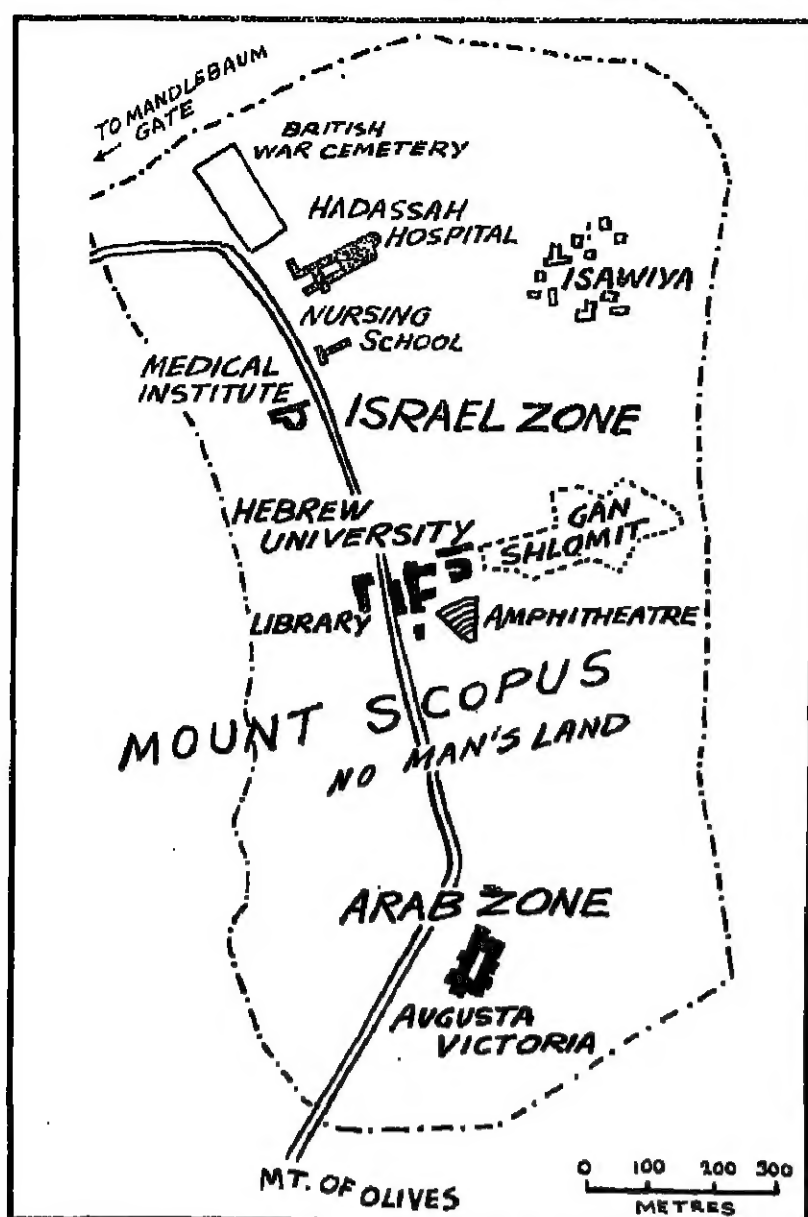 TO MANDLEBAUM
GATE
BRITISH
WAR CEMETERY
HADASSAH
HOSPITAL
ISAWIYA
NURSING
SCHOOL
MEDICAL
INSTITUTE
ISRAEL ZONE
HEBREW
UNIVERSITY
GAN
SHLOMIT
LIBRARY
AMPHITHEATRE
MOUNT SCOPUS
NO MAN'S LAND
ARAB ZONE
AUGUSTA
VICTORIA
MT. OF OLIVES
0 100 200 300
METRES